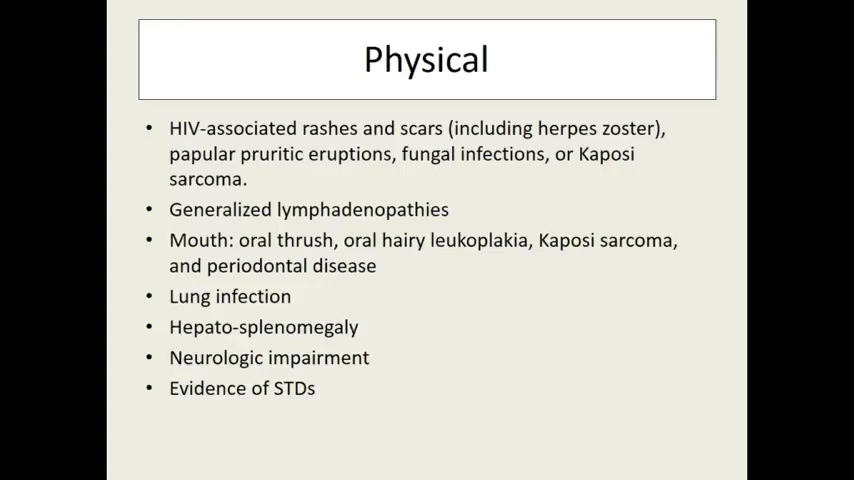 Physical
• HIV-associated rashes and scars (including herpes zoster),
papular pruritic eruptions, fungal infections, or Kaposi
sarcoma.
• Generalized lymphadenopathies
• Mouth: oral thrush, oral hairy leukoplakia, Kaposi sarcoma,
and periodontal disease
• Lung infection
• Hepato-splenomegaly
• Neurologic impairment
• Evidence of STDs